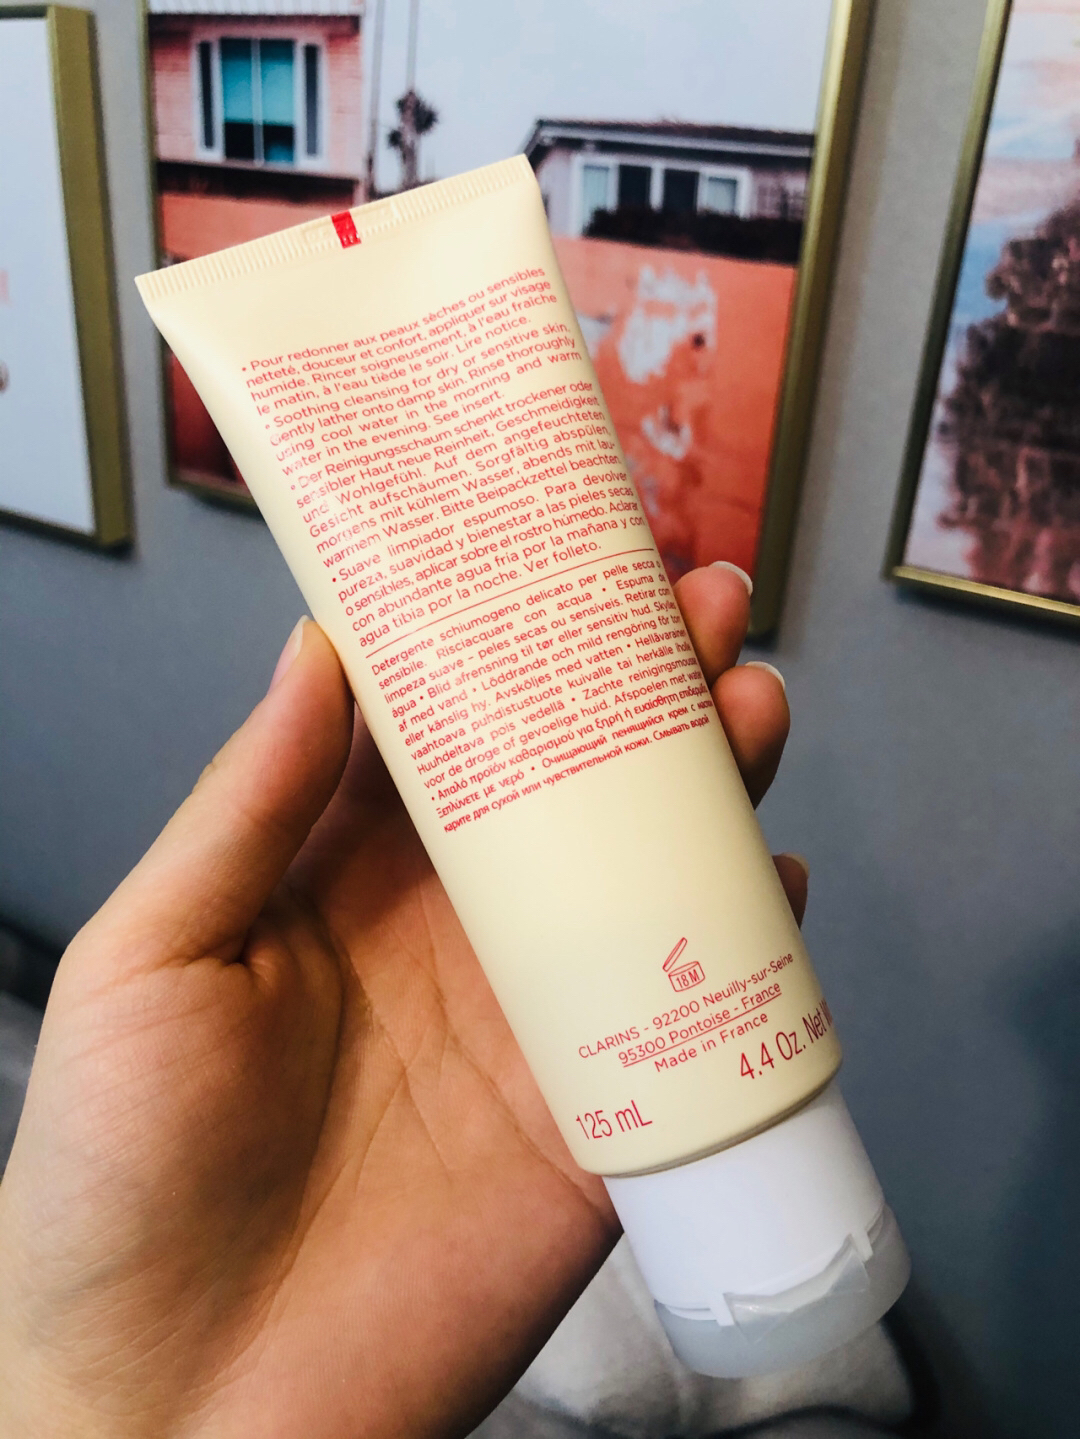 • Pour redonner aux peaux sèches ou sensibles
netteté, douceur et confort, appliquer sur visage
humide. Rincer soigneusement, à l'eau fraîche
le matin, à l'eau tiède le soir. Lire notice.
• Soothing cleansing for dry or sensitive skin.
Gently lather onto damp skin. Rinse thoroughly
using cool water in the morning and warm
water in the evening. See insert.
• Der Reinigungsschaum schenkt trockener oder
sensibler Haut neue Reinheit, Geschmeidigkeit
und Wohlgefühl. Auf dem angefeuchteten
Gesicht aufschäumen. Sorgfältig abspülen,
morgens mit kühlem Wasser, abends mit lau-
warmem Wasser. Bitte Beipackzettel beachten.
• Suave limpiador espumoso. Para devolver
pureza, suavidad y bienestar a las pieles secas
o sensibles, aplicar sobre el rostro húmedo. Aclarar
con abundante agua fría por la mañana y con
agua tibia por la noche. Ver folleto.
Detergente schiumogeno delicato per pelle secca o
sensibile. Risciacquare con acqua • Espuma de
limpeza suave - peles secas ou sensíveis. Retirar com
água • Blid afrensning til tør eller sensitiv hud. Skylles
af med vand • Löddrande och mild rengöring för torr
eller känslig hy. Avsköljes med vatten • Hellävarainen
vaahtoava puhdistustuote kuivalle tai herkälle iholle.
Huuhdeltava pois vedellä • Zachte reinigingsmousse
voor de droge of gevoelige huid. Afspoelen met water
• Απαλό προϊόν καθαρισμού για ξηρή ή ευαίσθητη επιδερμίδα.
Ξεπλύνετε με νερό • Очищающий пенящийся крем с
карите для сухой или чувствительной кожи. Смывать водой
18 M
CLARINS - 92200 Neuilly-sur-Seine
95300 Pontoise - France
Made in France
125 mL 4.4 Oz. Net